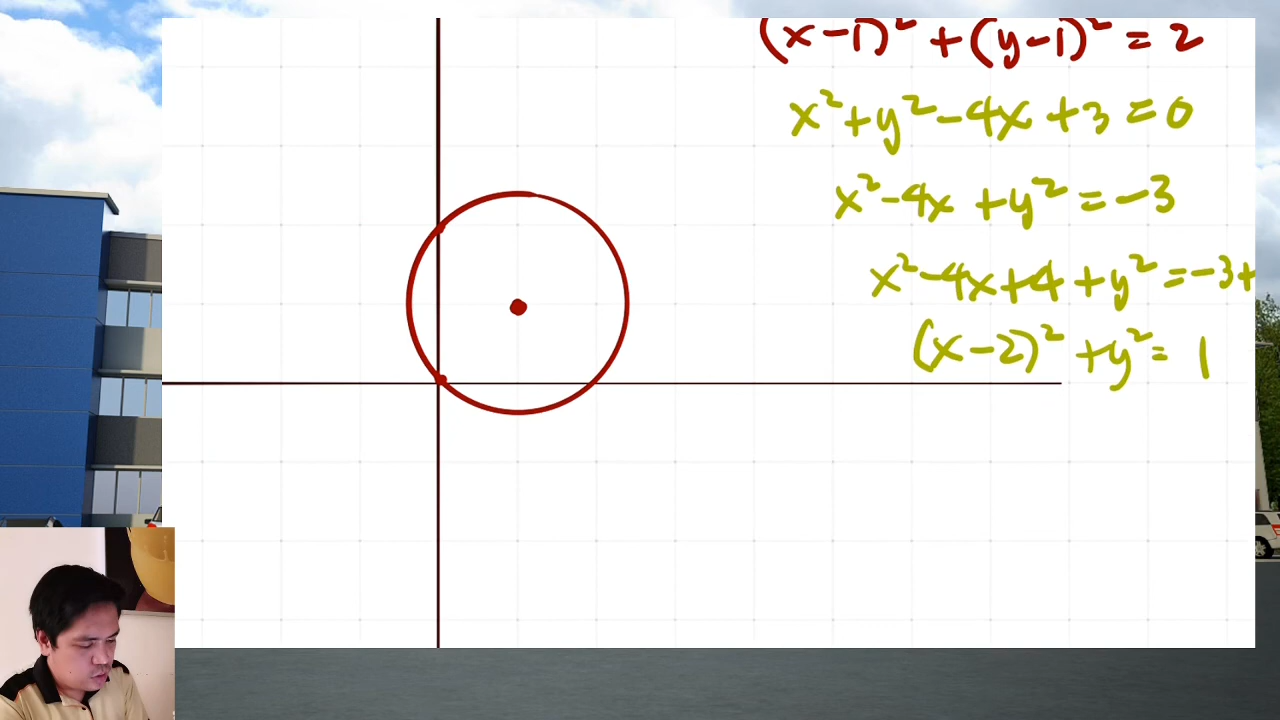 (x-1)² + (y-1)² = 2
x² + y² - 4x + 3 = 0
x² - 4x + y² = -3
x² - 4x + 4 + y² = -3 +
(x-2)² + y² = 1